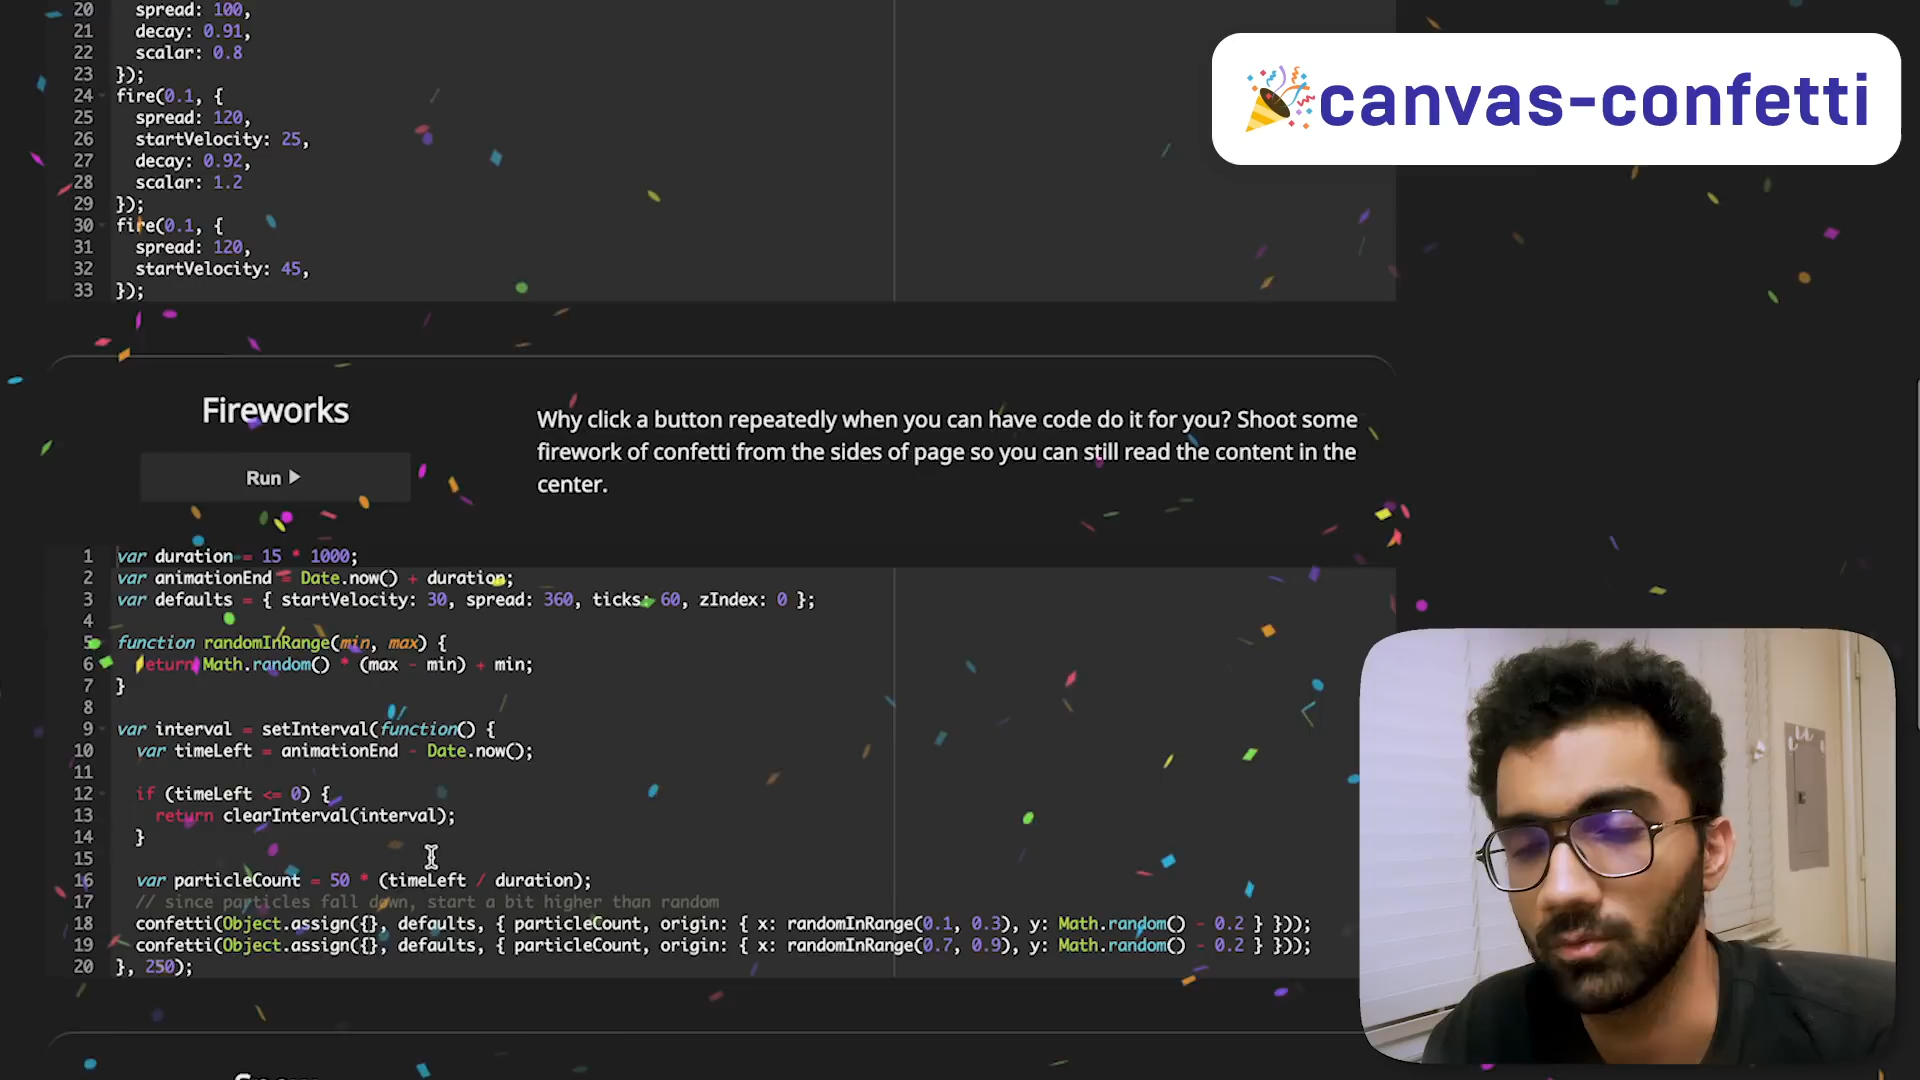 20 spread: 100,
21 decay: 0.91,
22 scalar: 0.8
23 });
24 fire(0.1, {
25 spread: 120,
26 startVelocity: 25,
27 decay: 0.92,
28 scalar: 1.2
29 });
30 fire(0.1, {
31 spread: 120,
32 startVelocity: 45,
33 });
canvas-confetti
Fireworks
Run
Why click a button repeatedly when you can have code do it for you? Shoot some
firework of confetti from the sides of page so you can still read the content in the
center.
1 var duration = 15 * 1000;
2 var animationEnd = Date.now() + duration;
3 var defaults = { startVelocity: 30, spread: 360, ticks: 60, zIndex: 0 };
4
5 function randomInRange(min, max) {
6 return Math.random() * (max - min) + min;
7 }
8
9 var interval = setInterval(function() {
10 var timeLeft = animationEnd - Date.now();
11
12 if (timeLeft <= 0) {
13 return clearInterval(interval);
14 }
15
16 var particleCount = 50 * (timeLeft / duration);
17 // since particles fall down, start a bit higher than random
18 confetti(Object.assign({}, defaults, { particleCount, origin: { x: randomInRange(0.1, 0.3), y: Math.random() - 0.2 } }));
19 confetti(Object.assign({}, defaults, { particleCount, origin: { x: randomInRange(0.7, 0.9), y: Math.random() - 0.2 } }));
20 }, 250);